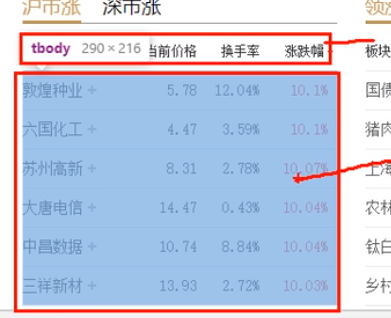 沪市涨 深市涨
领涨
tbody 290 × 216 当前价格 换手率 涨跌幅 板块
敦煌种业 + 5.78 12.04% 10.1% 国债
六国化工 + 4.47 3.59% 10.1% 猪肉
苏州高新 + 8.31 2.78% 10.07% 上海
大唐电信 + 14.47 0.43% 10.04% 农林
中昌数据 + 10.74 8.84% 10.04% 钛白
三祥新材 + 13.93 2.72% 10.03% 乡村